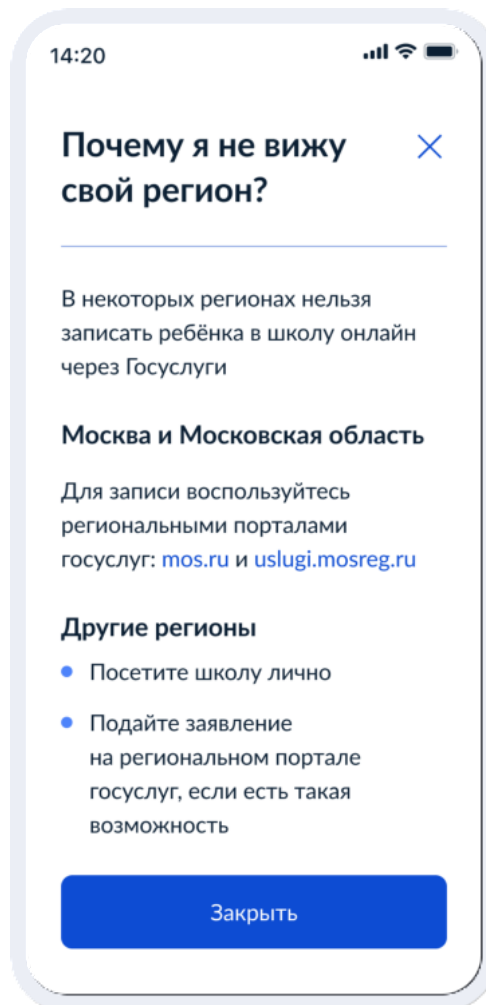 14:20
Почему я не вижу
свой регион?
В некоторых регионах нельзя
записать ребёнка в школу онлайн
через Госуслуги
Москва и Московская область
Для записи воспользуйтесь
региональными порталами
госуслуг: mos.ru и uslugi.mosreg.ru
Другие регионы
Посетите школу лично
Подайте заявление
на региональном портале
госуслуг, если есть такая
возможность
Закрыть